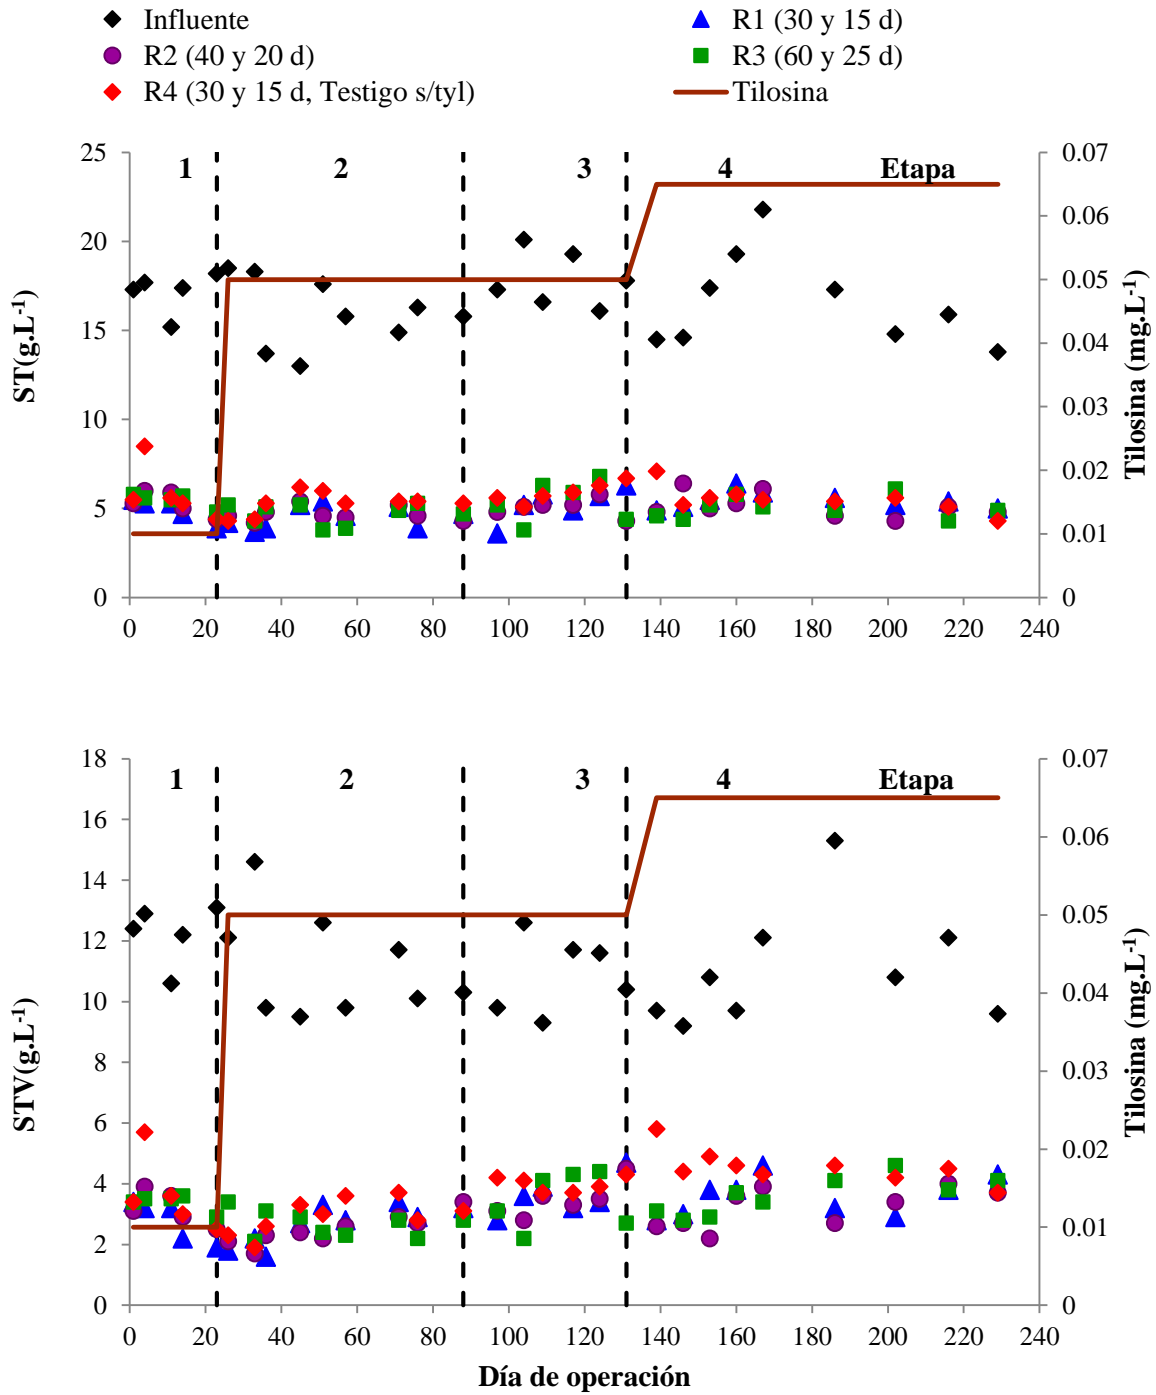 Influente
R1 (30 y 15 d)
R2 (40 y 20 d)
R3 (60 y 25 d)
R4 (30 y 15 d, Testigo s/tyl)
Tilosina
1 2 3 4 Etapa
ST(g.L-1)
25
20
15
10
5
0
0 20 40 60 80 100 120 140 160 180 200 220 240
0.07
0.06
0.05
0.04
0.03
0.02
0.01
0
Tilosina (mg.L-1)
1 2 3 4 Etapa
STV(g.L-1)
18
16
14
12
10
8
6
4
2
0
0 20 40 60 80 100 120 140 160 180 200 220 240
0.07
0.06
0.05
0.04
0.03
0.02
0.01
0
Tilosina (mg.L-1)
Día de operación